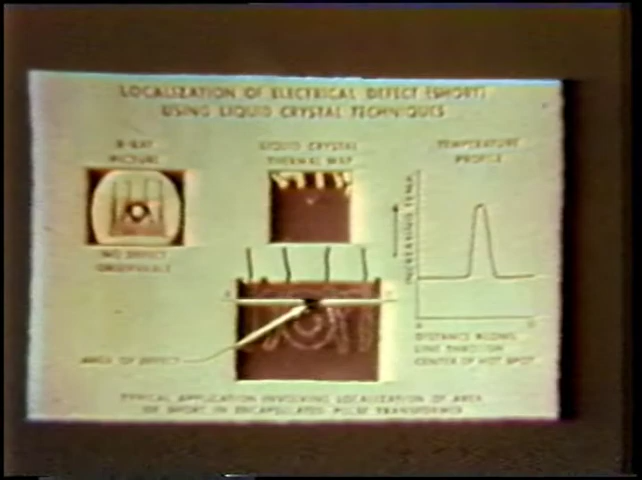 LOCALIZATION OF ELECTRICAL DEFECT (SHORT)
USING LIQUID CRYSTAL TECHNIQUES
X-RAY
PICTURE
LIQUID CRYSTAL
THERMAL MAP
TEMPERATURE
PROFILE
NO DEFECT
OBSERVABLE
INCREASING TEMP.
AREA OF DEFECT
DISTANCE ALONG
LINE THROUGH
CENTER OF HOT SPOT
TYPICAL APPLICATION INVOLVING LOCALIZATION OF AREA
OF SHORT IN ENCAPSULATED PULSE TRANSFORMER